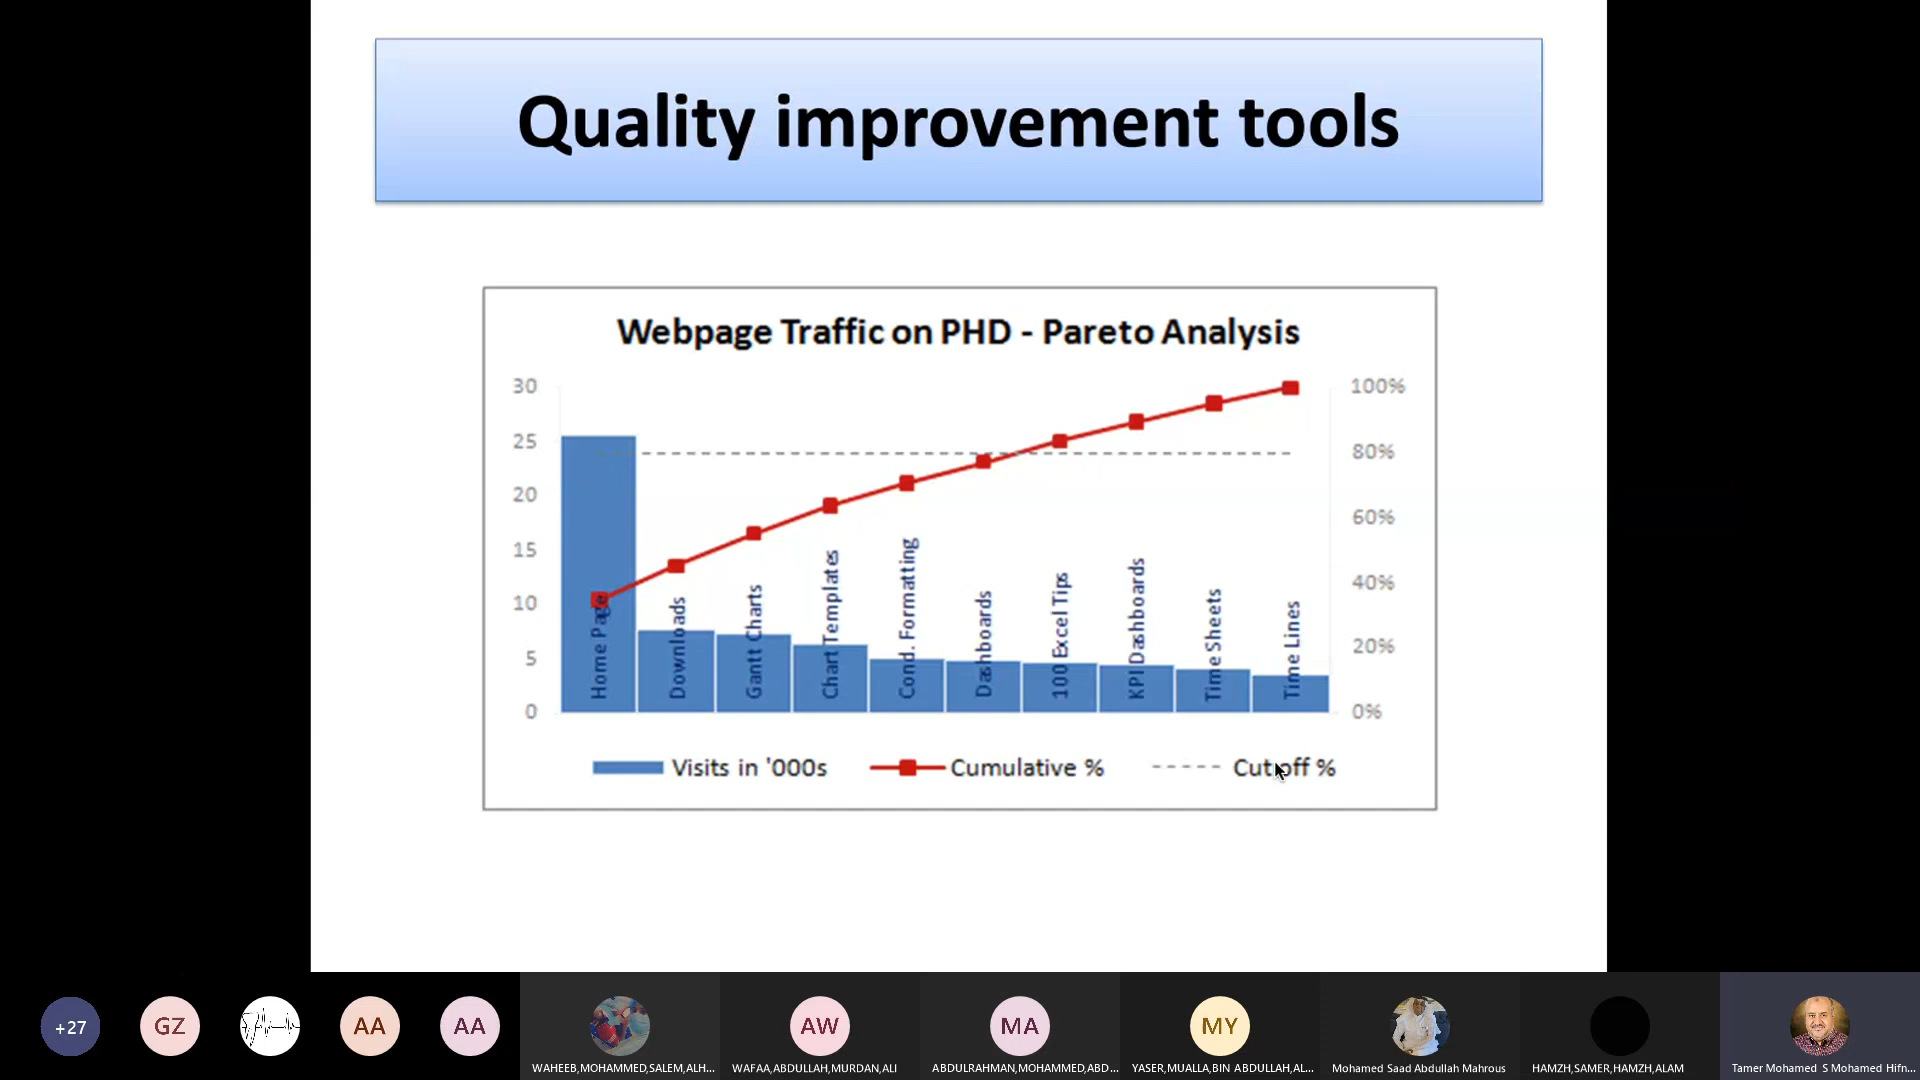 Quality improvement tools
Webpage Traffic on PHD - Pareto Analysis
30
25
20
15
10
5
0
100%
80%
60%
40%
20%
0%
Home Page
Downloads
Gantt Charts
Chart Templates
Cond. Formatting
Dashboards
100 Excel Tips
KPI Dashboards
Time Sheets
Time Lines
Visits in '000s
Cumulative %
Cutoff %
+27
GZ
AA
AA
AW
MA
MY
WAHEEB,MOHAMMED,SALEM,ALH...
WAFAA,ABDULLAH,MURDAN,ALI
ABDULRAHMAN,MOHAMMED,ABD...
YASER,MUALLA,BIN ABDULLAH,AL...
Mohamed Saad Abdullah Mahrous
HAMZH,SAMER,HAMZH,ALAM
Tamer Mohamed S Mohamed Hifn...